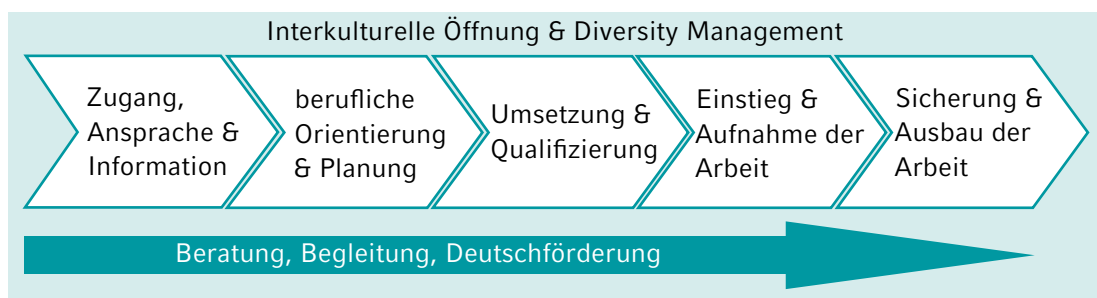 Interkulturelle Öffnung & Diversity Management
Zugang,
Ansprache &
Information
berufliche
Orientierung
& Planung
Umsetzung &
Qualifizierung
Einstieg &
Aufnahme der
Arbeit
Sicherung &
Ausbau der
Arbeit
Beratung, Begleitung, Deutschförderung